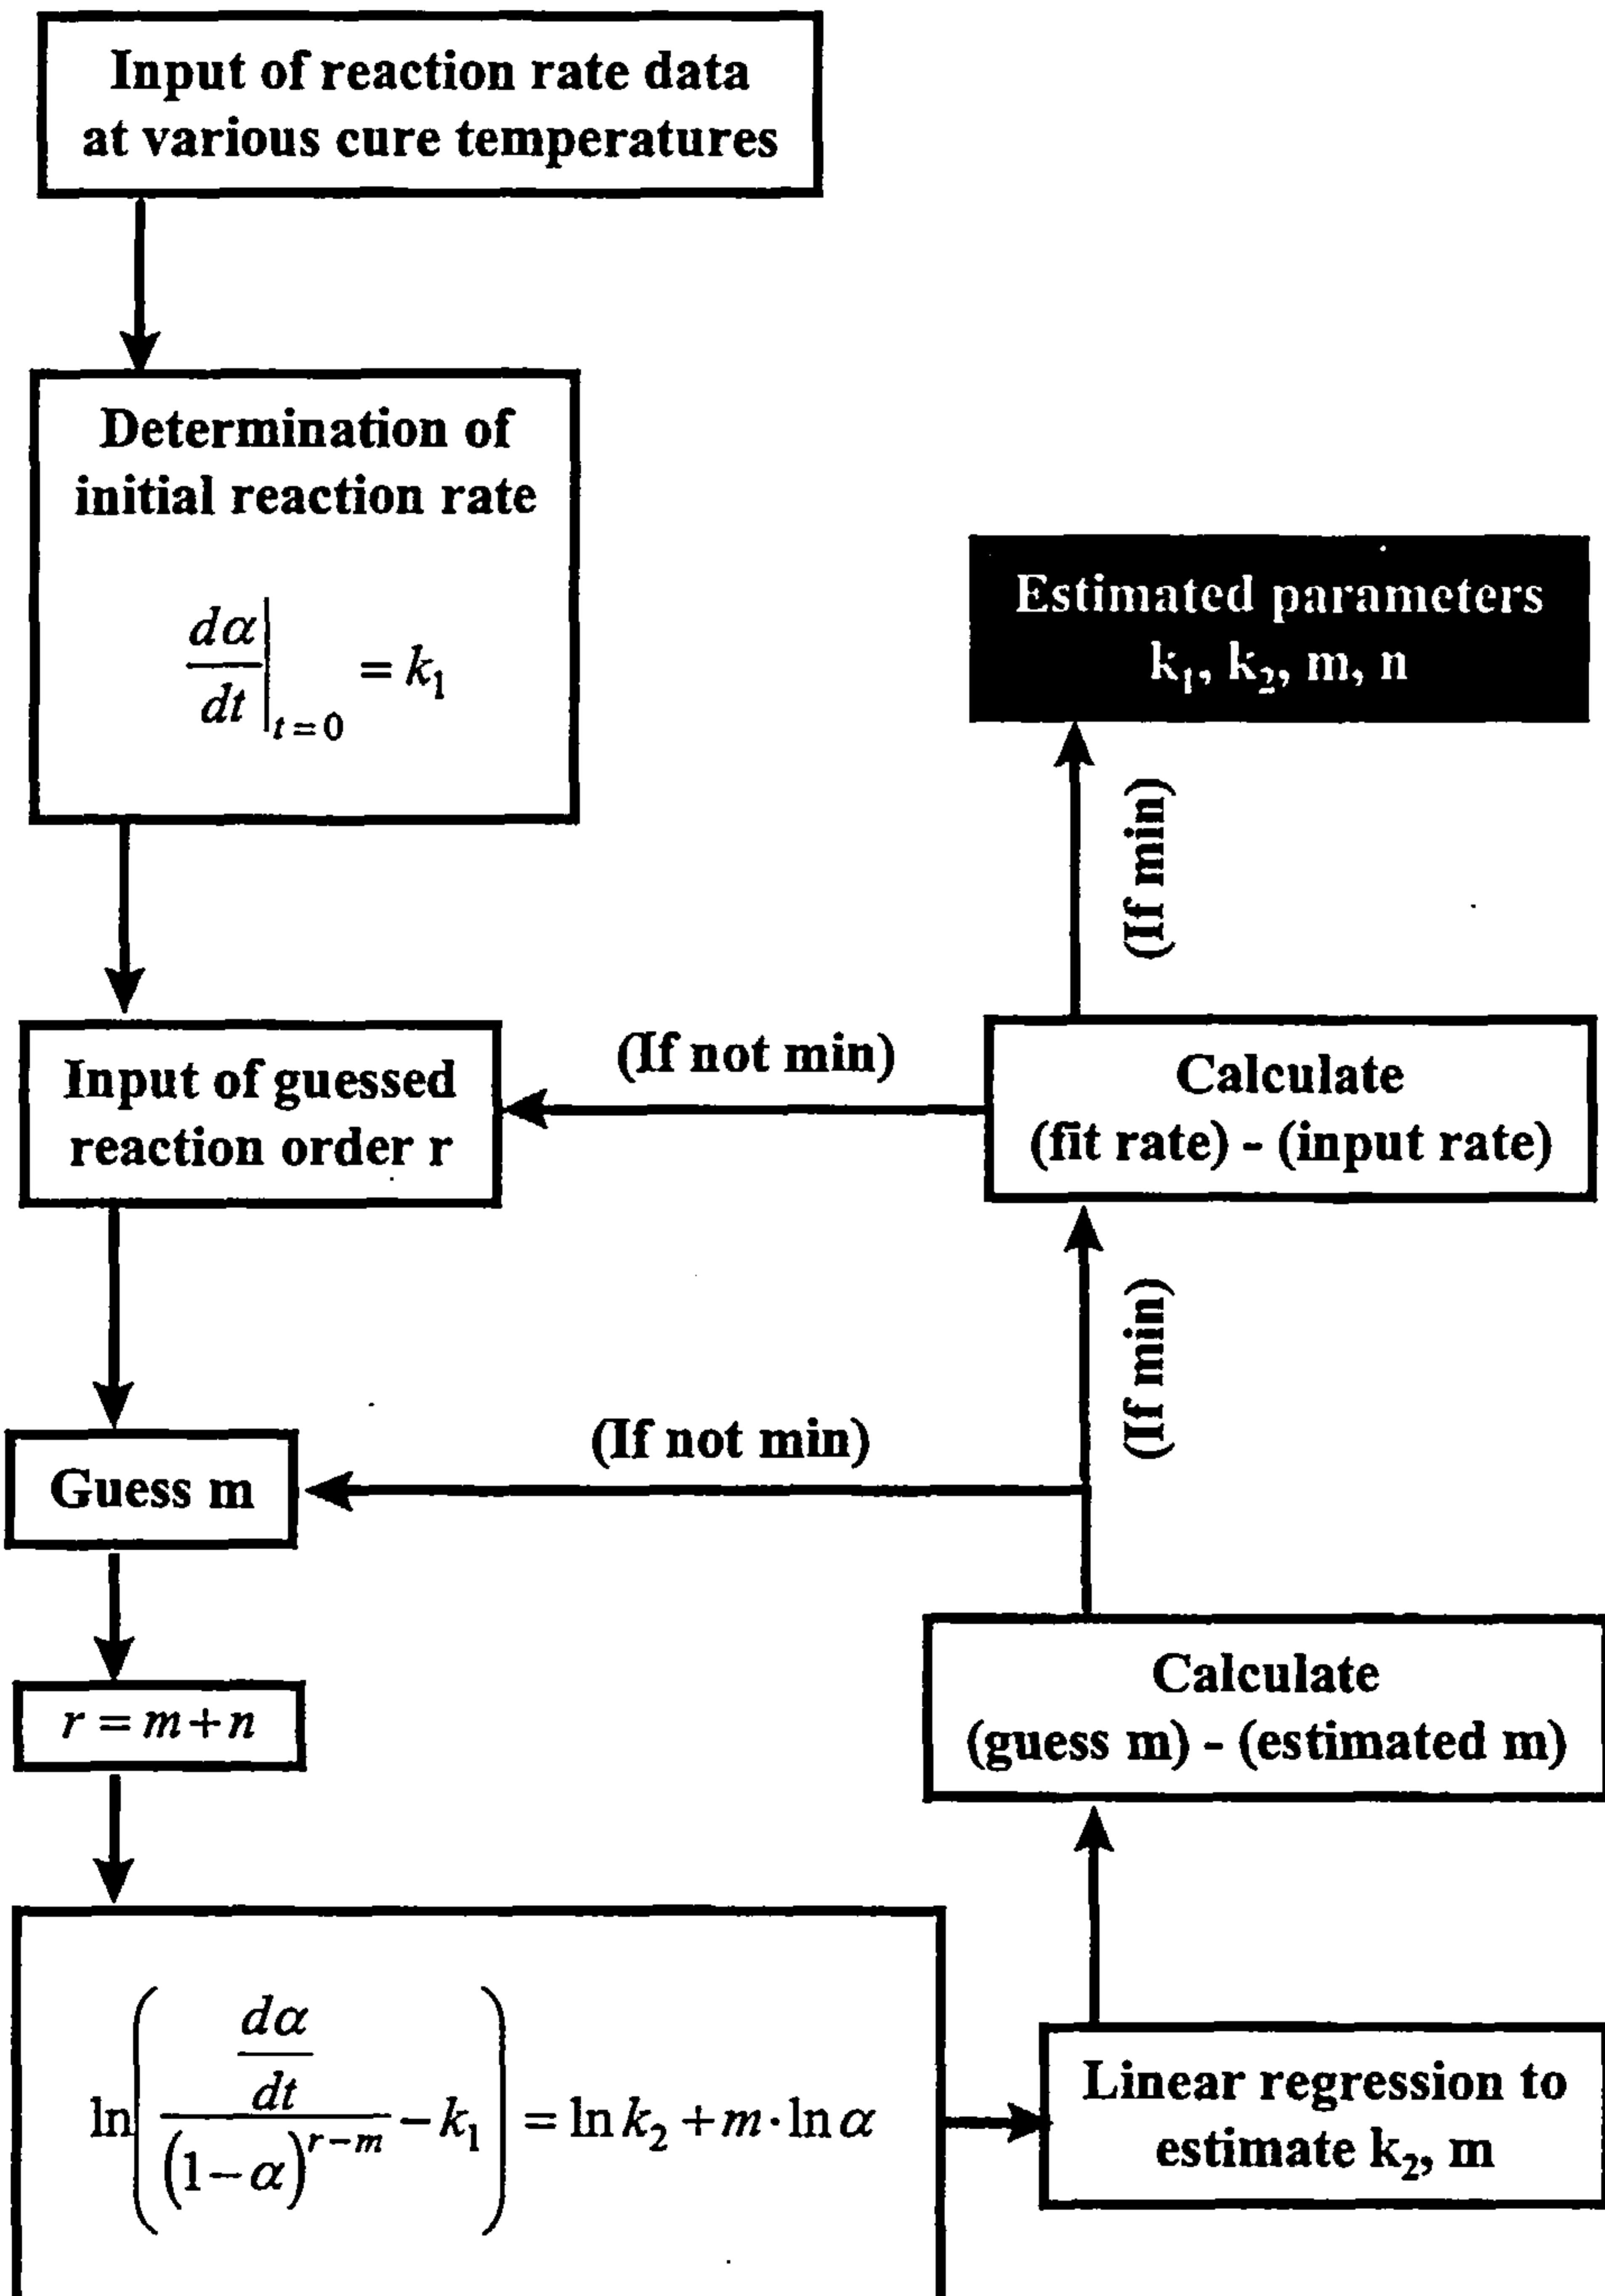 Input of reaction rate data
at various cure temperatures
Determination of
initial reaction rate
dα/dt|t=0 = k₁
Input of guessed
reaction order r
Guess m
r = m+n
ln((dα/dt)/(1−α)^(r−m) − k₁) = ln k₂ + m·ln α
Linear regression to
estimate k₂, m
Calculate
(guess m) - (estimated m)
(If not min)
(If min)
Calculate
(fit rate) - (input rate)
(If not min)
(If min)
Estimated parameters
k₁, k₂, m, n